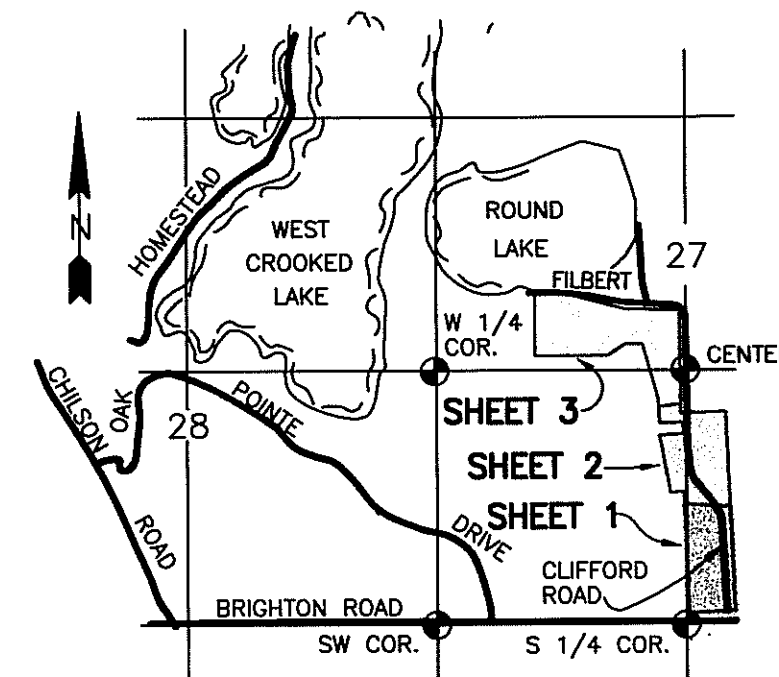 N
HOMESTEAD
WEST
CROOKED
LAKE
ROUND
LAKE
FILBERT
27
W 1/4
COR.
CENTE
CHILSON
ROAD
OAK
POINTE
DRIVE
28
SHEET 3
SHEET 2
SHEET 1
CLIFFORD
ROAD
BRIGHTON ROAD
SW COR.
S 1/4 COR.